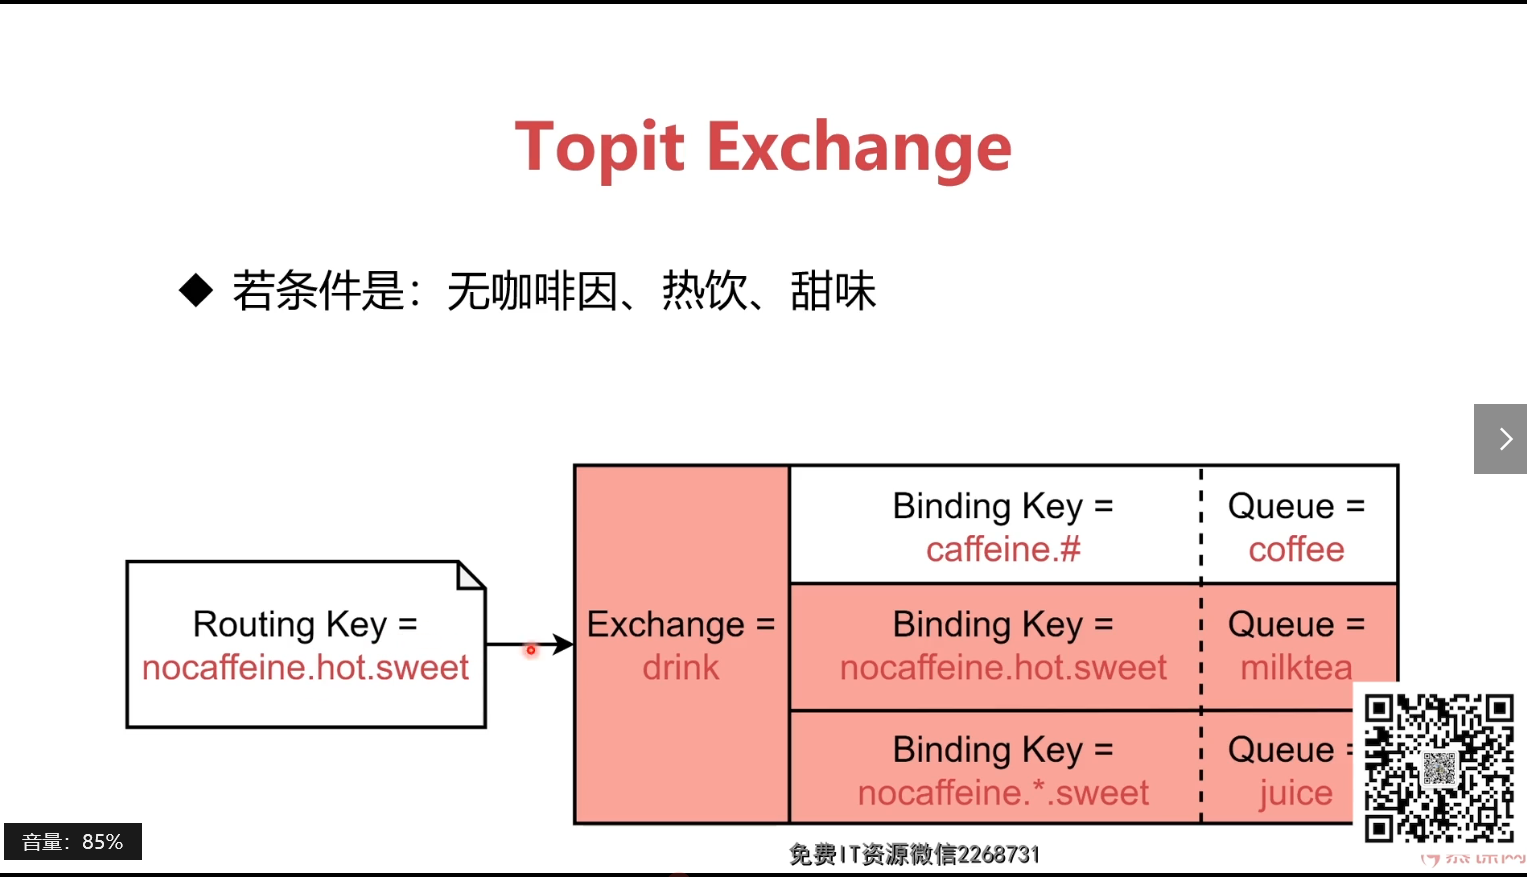 Topit Exchange
◆ 若条件是：无咖啡因、热饮、甜味
Binding Key =
caffeine.#
Queue =
coffee
Routing Key =
nocaffeine.hot.sweet
Exchange =
drink
Binding Key =
nocaffeine.hot.sweet
Queue =
milktea
Binding Key =
nocaffeine.*.sweet
Queue =
juice
音量：85%
免费IT资源微信2268731